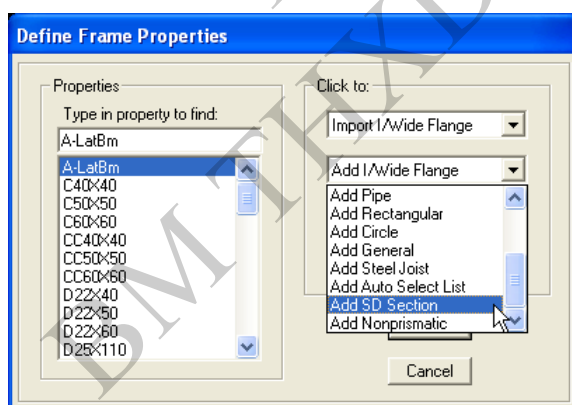 Define Frame Properties
Properties
Type in property to find:
A-LatBm
A-LatBm
C40X40
C50X50
C60X60
CC40X40
CC50X50
CC60X60
D22X40
D22X50
D22X60
D25X110
Click to:
Import I/Wide Flange
Add I/Wide Flange
Add Pipe
Add Rectangular
Add Circle
Add General
Add Steel Joist
Add Auto Select List
Add SD Section
Add Nonprismatic
Cancel
BM THXD